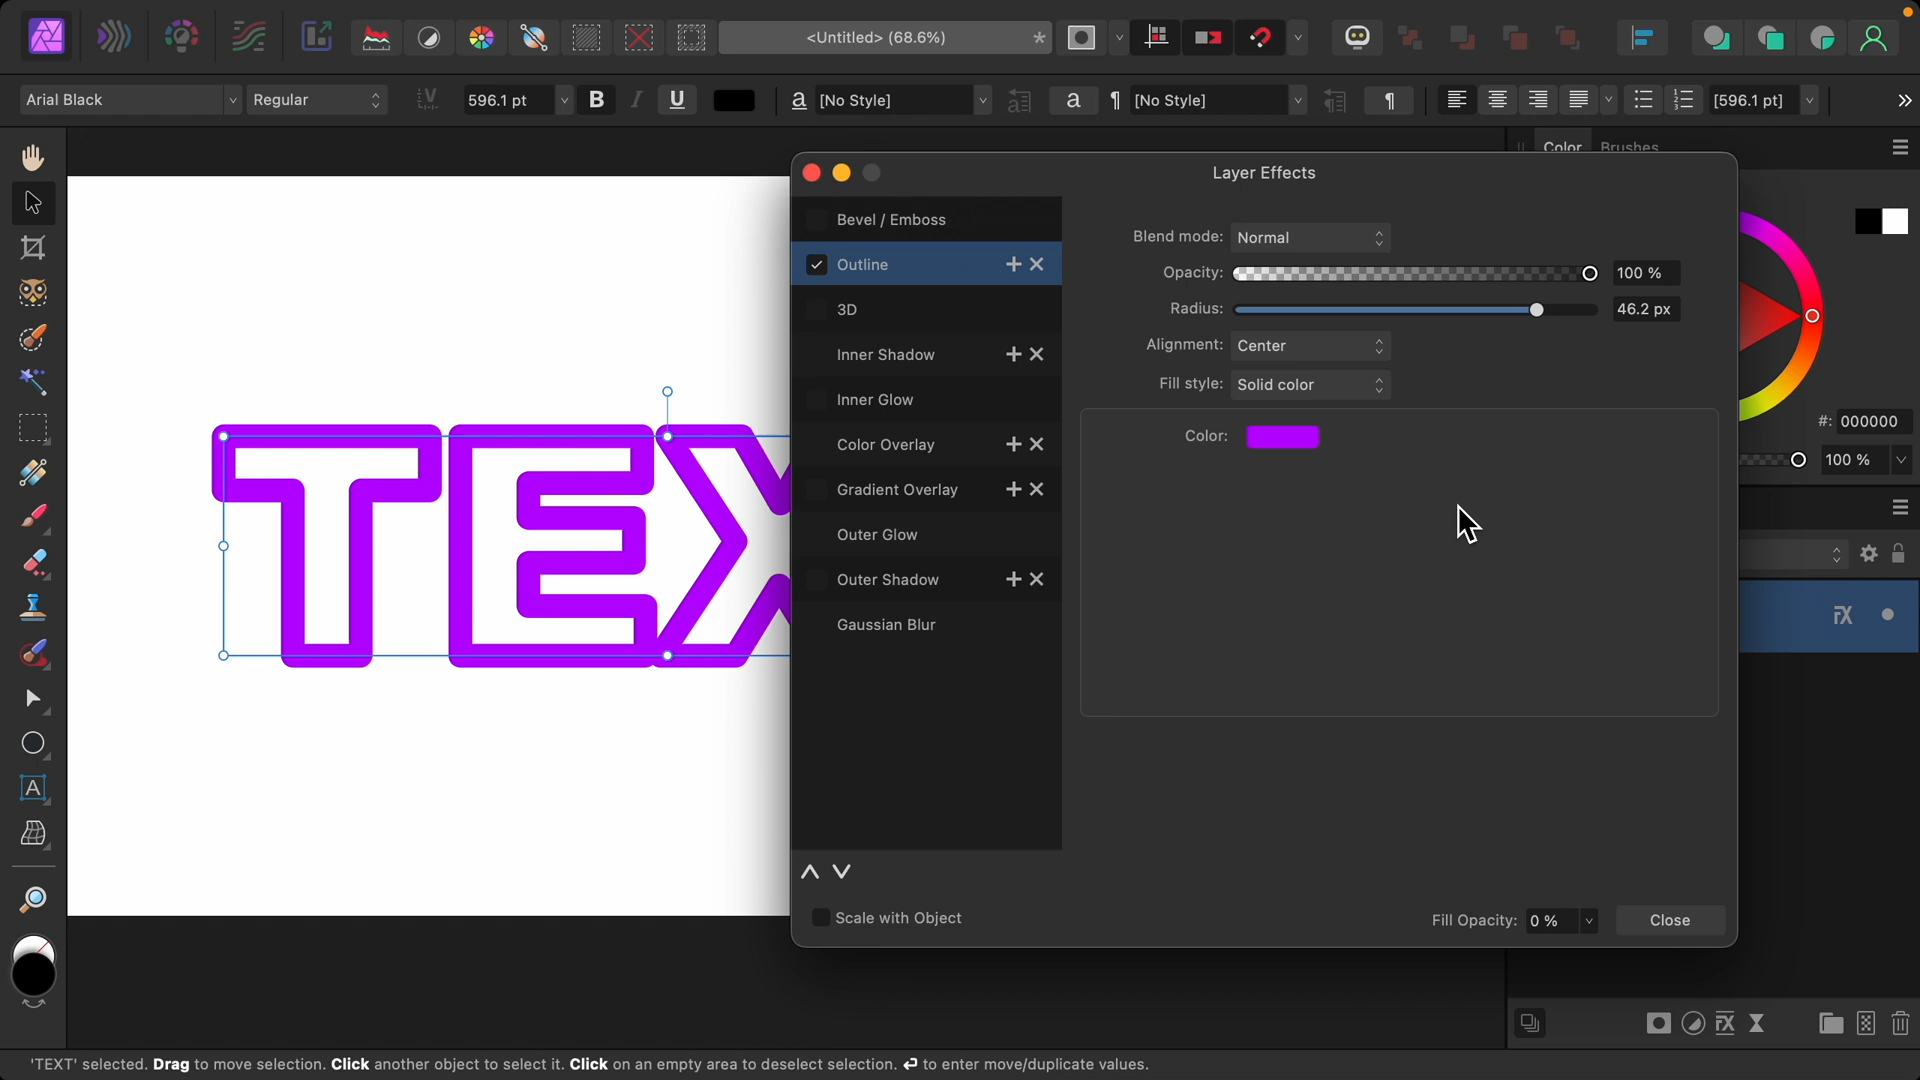 <Untitled> (68.6%) *
Arial Black Regular 596.1 pt B I U a [No Style] a ¶ [No Style] ¶ [596.1 pt]
Color Brushes
Layer Effects
Bevel / Emboss
Outline
3D
Inner Shadow
Inner Glow
Color Overlay
Gradient Overlay
Outer Glow
Outer Shadow
Gaussian Blur
Blend mode: Normal
Opacity: 100 %
Radius: 46.2 px
Alignment: Center
Fill style: Solid color
Color:
#: 000000
100 %
TEX
FX
A
Scale with Object
Fill Opacity: 0 %
Close
FX
'TEXT' selected. Drag to move selection. Click another object to select it. Click on an empty area to deselect selection. ↵ to enter move/duplicate values.